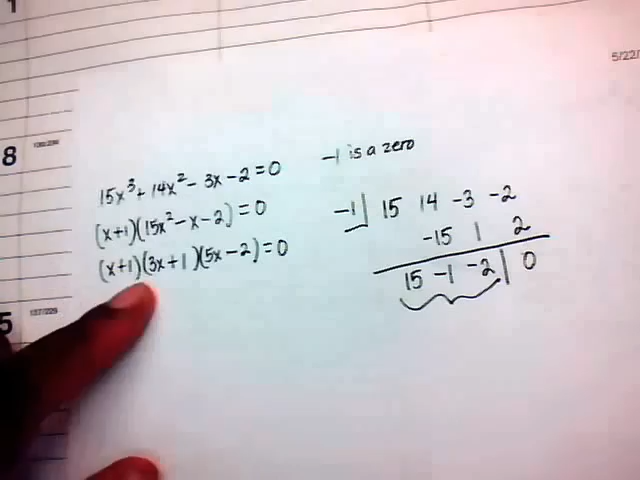 1
5/22/
8
15x³ + 14x² - 3x - 2 = 0
-1 is a zero
(x+1)(15x² - x - 2) = 0
-1| 15 14 -3 -2
-15 1 2
(x+1)(3x+1)(5x-2) = 0
15 -1 -2 | 0
5